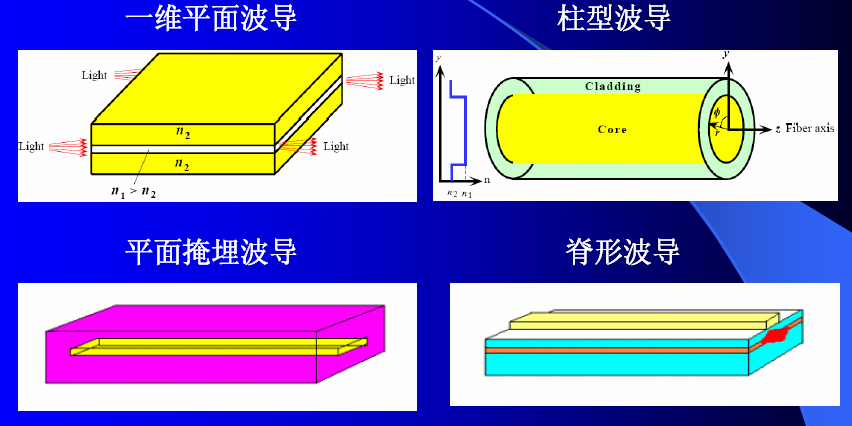 一维平面波导
柱型波导
Light
Light
n2
Light
Light
n2
n1 > n2
y
y
Cladding
Core
ϕ
r
z Fiber axis
n
n2 n1
平面掩埋波导
脊形波导